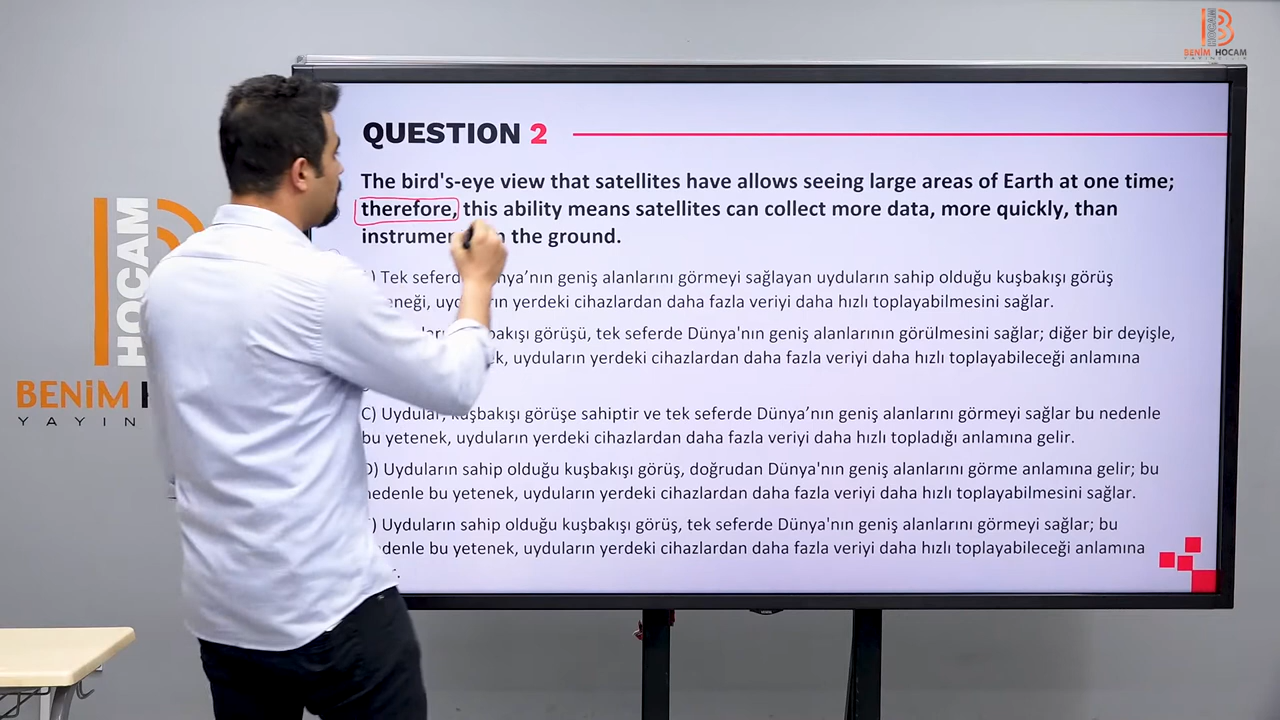 BENİM HOCAM
YAYINCILIK
HOCAM
BENİM H
YAYIN
QUESTION 2
The bird's-eye view that satellites have allows seeing large areas of Earth at one time;
therefore, this ability means satellites can collect more data, more quickly, than
the ground.
Tek seferde geniş alanlarını görmeyi sağlayan uyduların sahip olduğu kuşbakışı görüş
yerdeki cihazlardan daha fazla veriyi daha hızlı toplayabilmesini sağlar.
görüşü, tek seferde Dünya'nın geniş alanlarının görülmesini sağlar; diğer bir deyişle,
uyduların yerdeki cihazlardan daha fazla veriyi daha hızlı toplayabileceği anlamına
C) Uydular, kuşbakışı görüşe sahiptir ve tek seferde Dünya’nın geniş alanlarını görmeyi sağlar bu nedenle
bu yetenek, uyduların yerdeki cihazlardan daha fazla veriyi daha hızlı topladığı anlamına gelir.
D) Uyduların sahip olduğu kuşbakışı görüş, doğrudan Dünya'nın geniş alanlarını görme anlamına gelir; bu
nedenle bu yetenek, uyduların yerdeki cihazlardan daha fazla veriyi daha hızlı toplayabilmesini sağlar.
Uyduların sahip olduğu kuşbakışı görüş, tek seferde Dünya'nın geniş alanlarını görmeyi sağlar; bu
bu yetenek, uyduların yerdeki cihazlardan daha fazla veriyi daha hızlı toplayabileceği anlamına